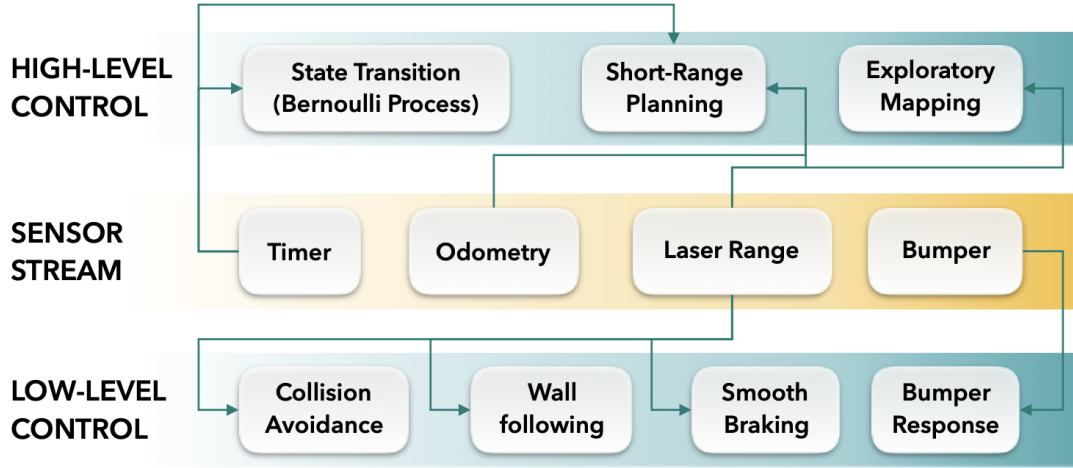 HIGH-LEVEL
CONTROL
State Transition
(Bernoulli Process)
Short-Range
Planning
Exploratory
Mapping
SENSOR
STREAM
Timer
Odometry
Laser Range
Bumper
LOW-LEVEL
CONTROL
Collision
Avoidance
Wall
following
Smooth
Braking
Bumper
Response